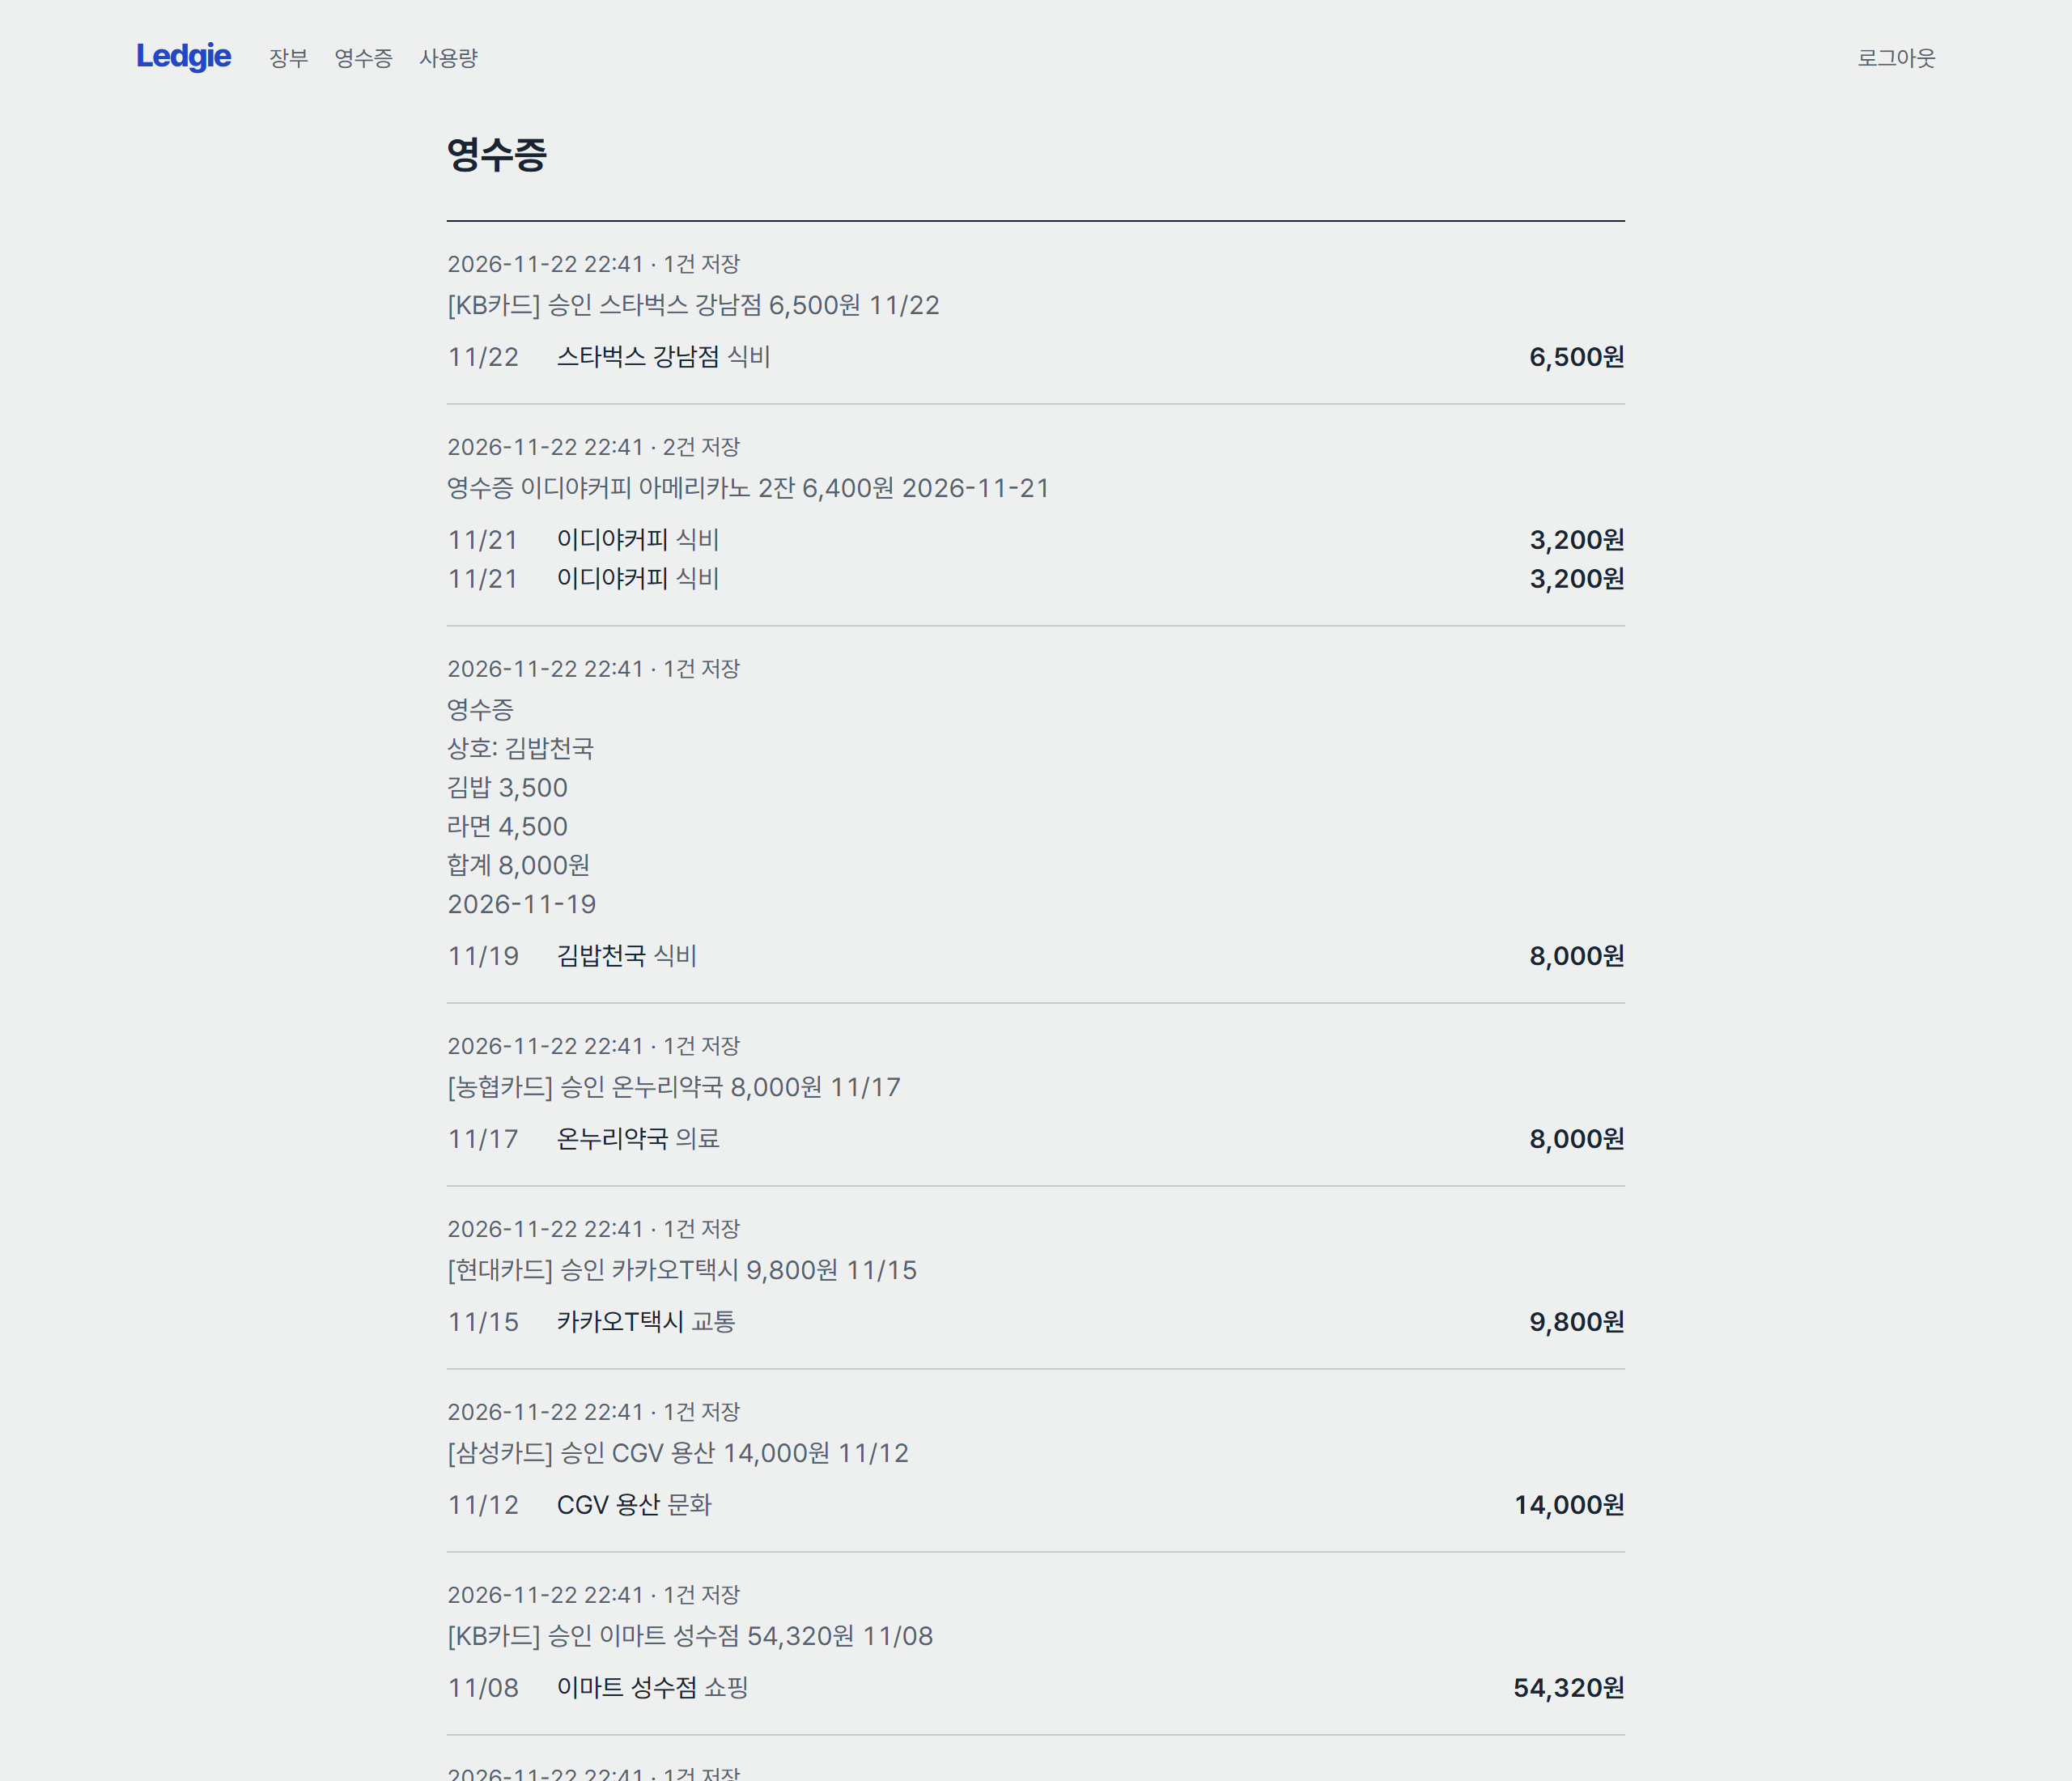 Ledgie 장부 영수증 사용량 로그아웃
영수증
2026-11-22 22:41 · 1건 저장
[KB카드] 승인 스타벅스 강남점 6,500원 11/22
11/22 스타벅스 강남점 식비 6,500원
2026-11-22 22:41 · 2건 저장
영수증 이디야커피 아메리카노 2잔 6,400원 2026-11-21
11/21 이디야커피 식비 3,200원
11/21 이디야커피 식비 3,200원
2026-11-22 22:41 · 1건 저장
영수증
상호: 김밥천국
김밥 3,500
라면 4,500
합계 8,000원
2026-11-19
11/19 김밥천국 식비 8,000원
2026-11-22 22:41 · 1건 저장
[농협카드] 승인 온누리약국 8,000원 11/17
11/17 온누리약국 의료 8,000원
2026-11-22 22:41 · 1건 저장
[현대카드] 승인 카카오T택시 9,800원 11/15
11/15 카카오T택시 교통 9,800원
2026-11-22 22:41 · 1건 저장
[삼성카드] 승인 CGV 용산 14,000원 11/12
11/12 CGV 용산 문화 14,000원
2026-11-22 22:41 · 1건 저장
[KB카드] 승인 이마트 성수점 54,320원 11/08
11/08 이마트 성수점 쇼핑 54,320원
2026-11-22 22:41 · 1건 저장